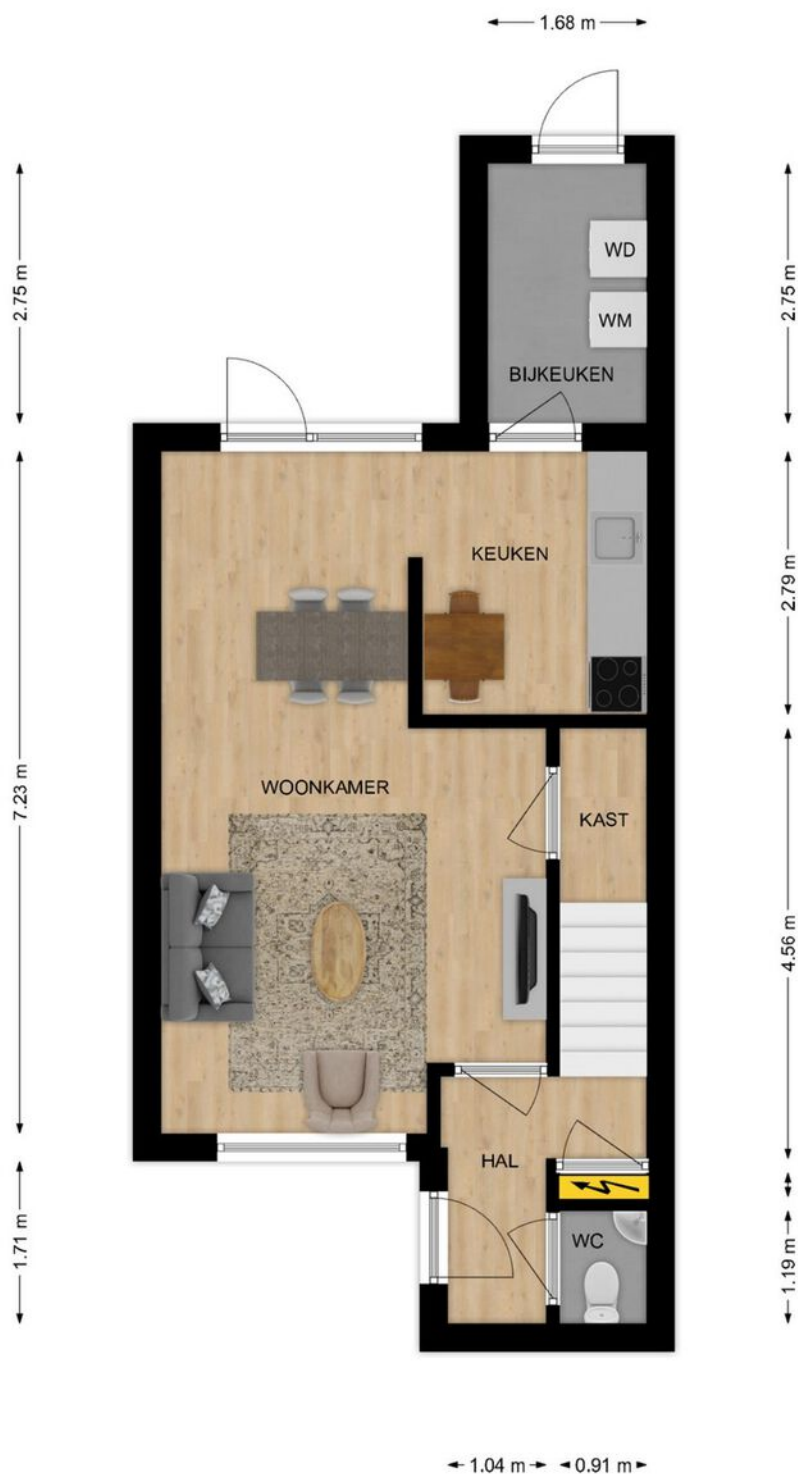 1.68 m
2.75 m
2.75 m
WD
WM
BIJKEUKEN
KEUKEN
2.79 m
7.23 m
WOONKAMER
KAST
4.56 m
HAL
WC
1.71 m
1.19 m
1.04 m
0.91 m